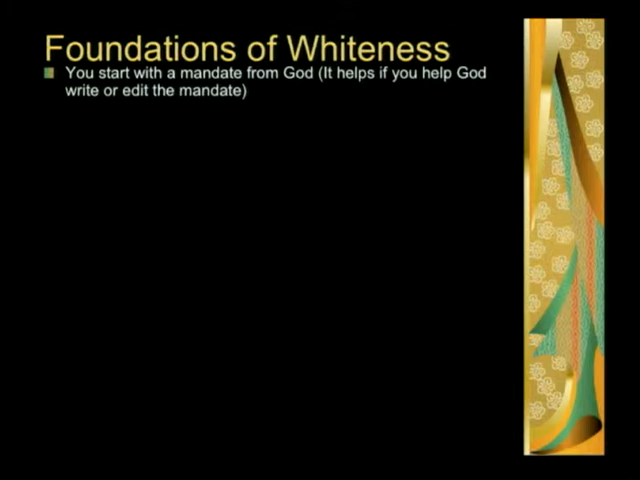 Foundations of Whiteness
You start with a mandate from God (It helps if you help God
write or edit the mandate)